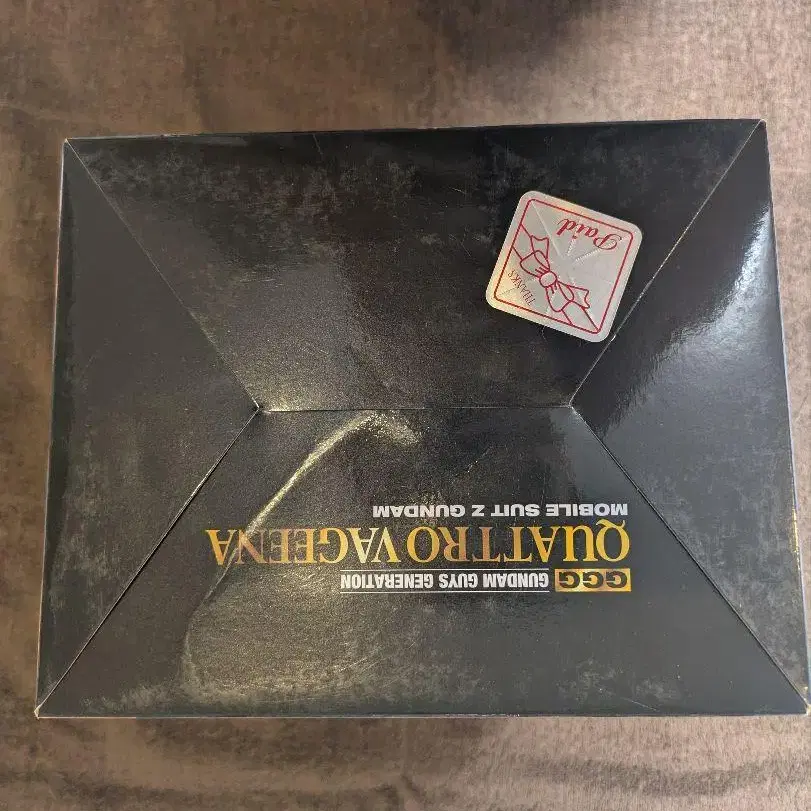 GGG GUNDAM GUYS GENERATION
QUATTRO VAGEENA
MOBILE SUIT Z GUNDAM
THANKS
Paid